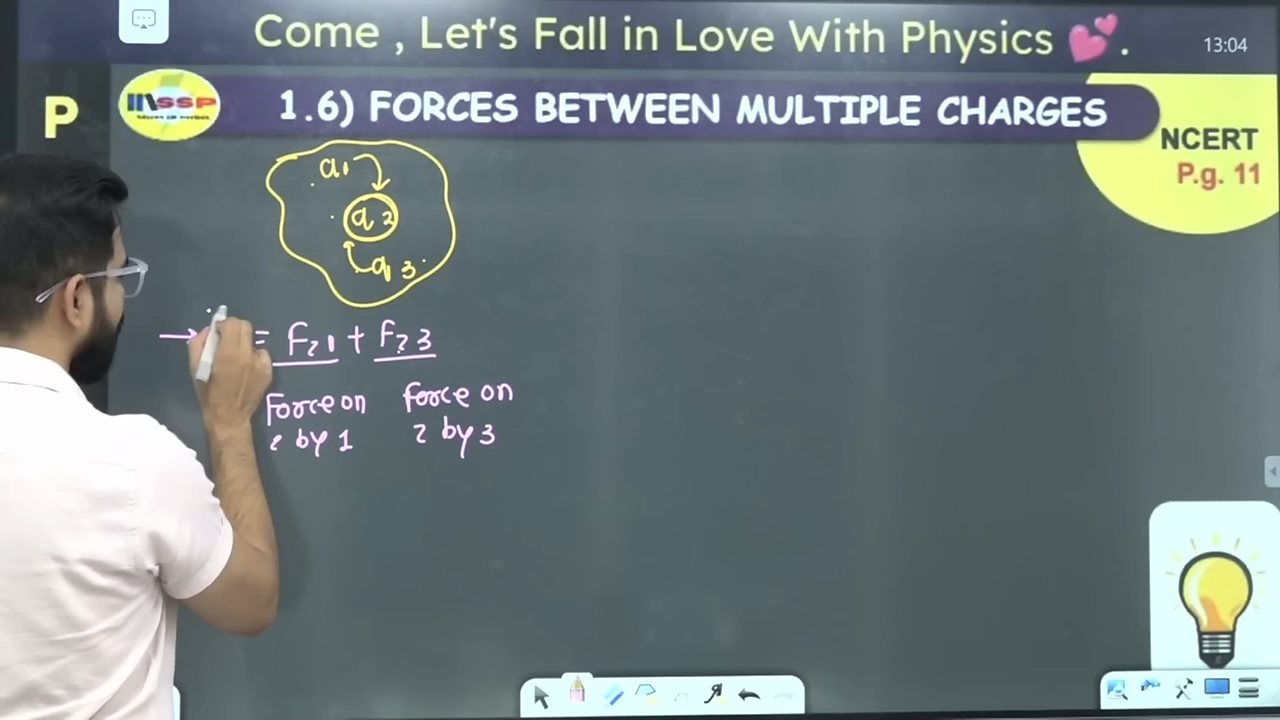 Come , Let's Fall in Love With Physics 💕 .
13:04
P
SSP
1.6) FORCES BETWEEN MULTIPLE CHARGES
NCERT
P.g. 11
q1
q2
q3
→ = F21 + F23
Force on
2 by 1
Force on
2 by 3